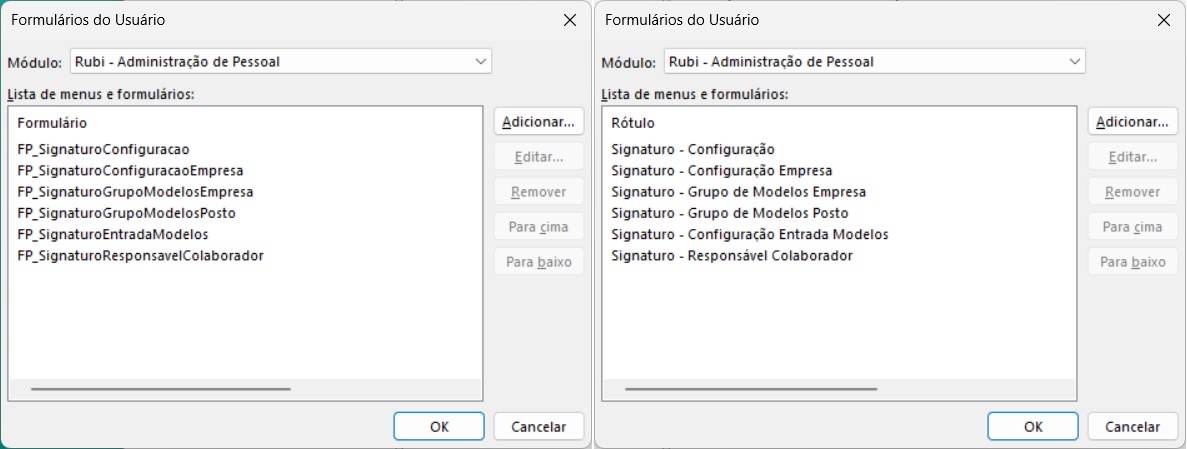 Formulários do Usuário
Módulo: Rubi - Administração de Pessoal
Lista de menus e formulários:
Formulário
FP_SignaturoConfiguracao
FP_SignaturoConfiguracaoEmpresa
FP_SignaturoGrupoModelosEmpresa
FP_SignaturoGrupoModelosPosto
FP_SignaturoEntradaModelos
FP_SignaturoResponsavelColaborador
Adicionar...
Editar...
Remover
Para cima
Para baixo
OK
Cancelar
Formulários do Usuário
Módulo: Rubi - Administração de Pessoal
Lista de menus e formulários:
Rótulo
Signaturo - Configuração
Signaturo - Configuração Empresa
Signaturo - Grupo de Modelos Empresa
Signaturo - Grupo de Modelos Posto
Signaturo - Configuração Entrada Modelos
Signaturo - Responsável Colaborador
Adicionar...
Editar...
Remover
Para cima
Para baixo
OK
Cancelar